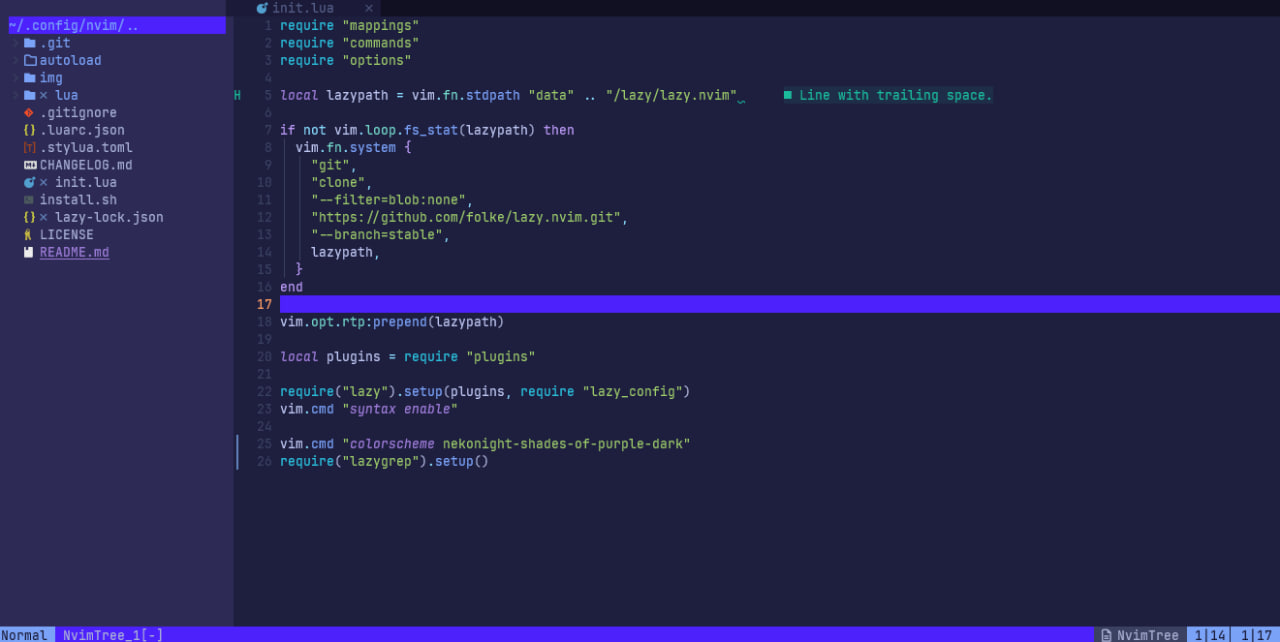 ~/.config/nvim/..
.git
autoload
img
lua
.gitignore
.luarc.json
.stylua.toml
CHANGELOG.md
init.lua
install.sh
lazy-lock.json
LICENSE
README.md
init.lua ×
1 require "mappings"
2 require "commands"
3 require "options"
4
H 5 local lazypath = vim.fn.stdpath "data" .. "/lazy/lazy.nvim" ■ Line with trailing space.
6
7 if not vim.loop.fs_stat(lazypath) then
8 vim.fn.system {
9 "git",
10 "clone",
11 "--filter=blob:none",
12 "https://github.com/folke/lazy.nvim.git",
13 "--branch=stable",
14 lazypath,
15 }
16 end
17
18 vim.opt.rtp:prepend(lazypath)
19
20 local plugins = require "plugins"
21
22 require("lazy").setup(plugins, require "lazy_config")
23 vim.cmd "syntax enable"
24
25 vim.cmd "colorscheme nekonight-shades-of-purple-dark"
26 require("lazygrep").setup()
Normal NvimTree_1[-] NvimTree 1|14 1|17